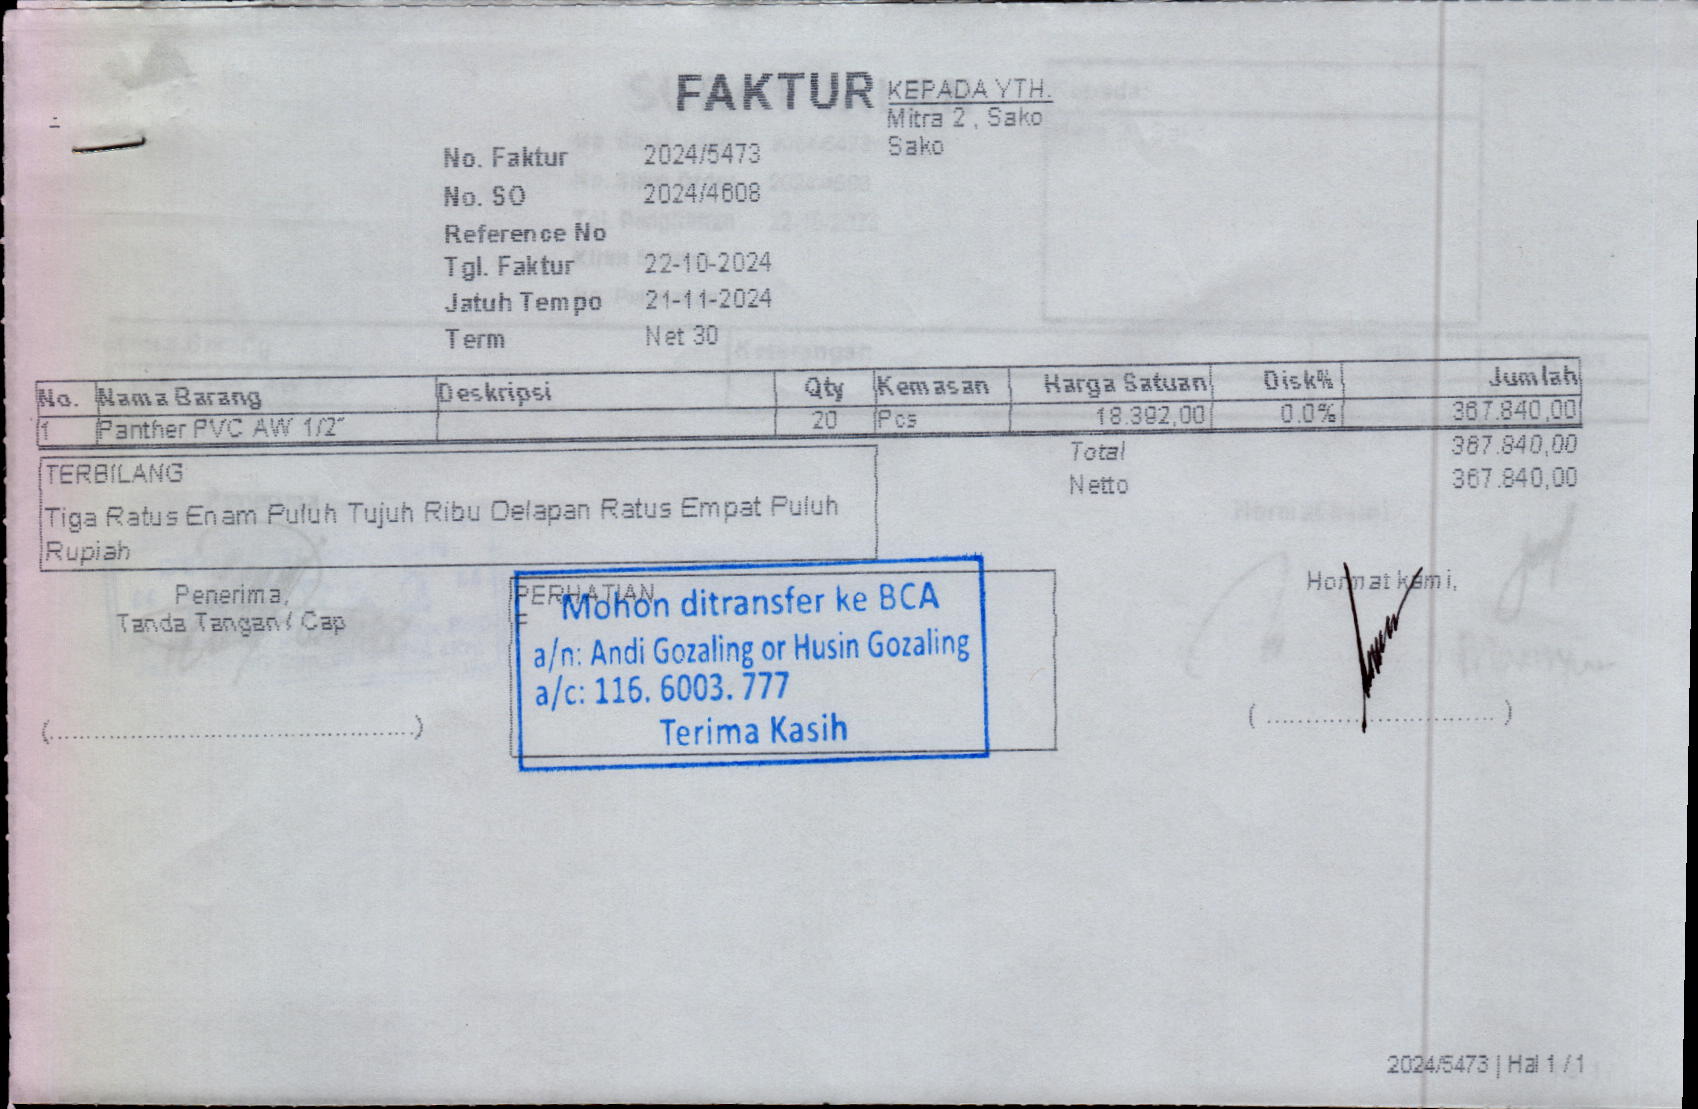 FAKTUR
KEPADA YTH.
Mitra 2 , Sako
Sako
No. Faktur 2024/5473
No. SO 2024/4608
Reference No
Tgl. Faktur 22-10-2024
Jatuh Tempo 21-11-2024
Term Net 30
No. Nama Barang Deskripsi Qty Kemasan Harga Satuan Disk% Jumlah
1 Panther PVC AW 1/2" 20 Pcs 18.392,00 0.0% 367.840,00
Total 367.840,00
Netto 367.840,00
TERBILANG
Tiga Ratus Enam Puluh Tujuh Ribu Delapan Ratus Empat Puluh
Rupiah
Penerima,
Tanda Tangan / Cap
(........................................)
PERHATIAN
Mohon ditransfer ke BCA
a/n: Andi Gozaling or Husin Gozaling
a/c: 116. 6003. 777
Terima Kasih
Hormat kami,
( ............................ )
2024/5473 | Hal 1 / 1